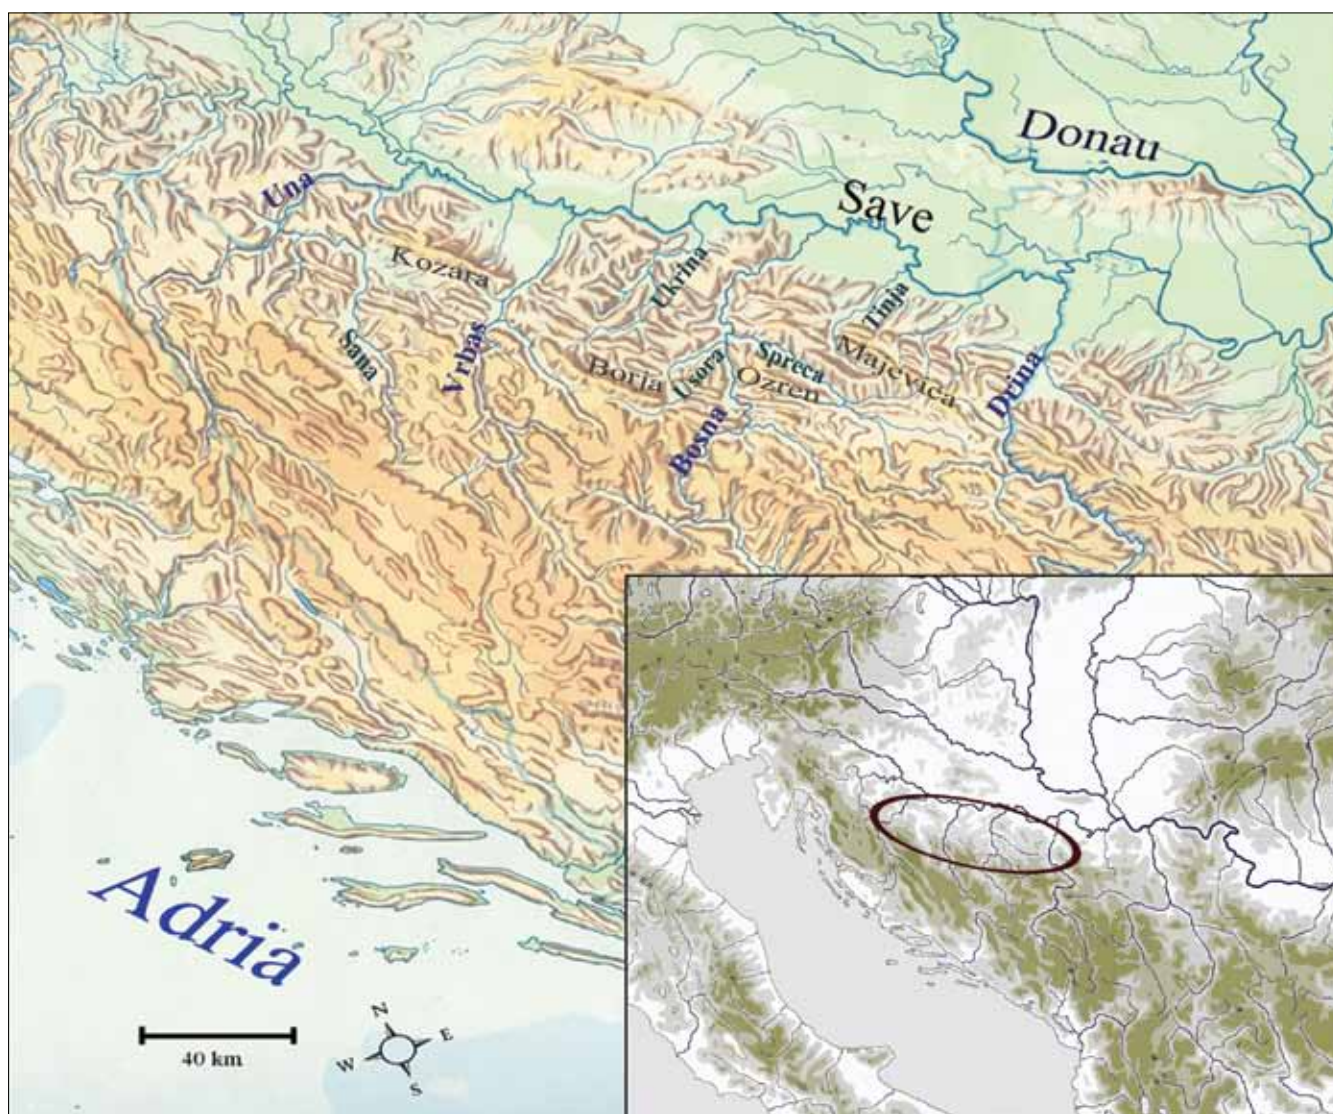 Donau
Save
Una
Kozara
Ukrina
Tinja
Sana
Vrbas
Borja
Usora
Spreca
Ozren
Majevica
Drina
Bosna
Adria
40 km
N
E
W
S